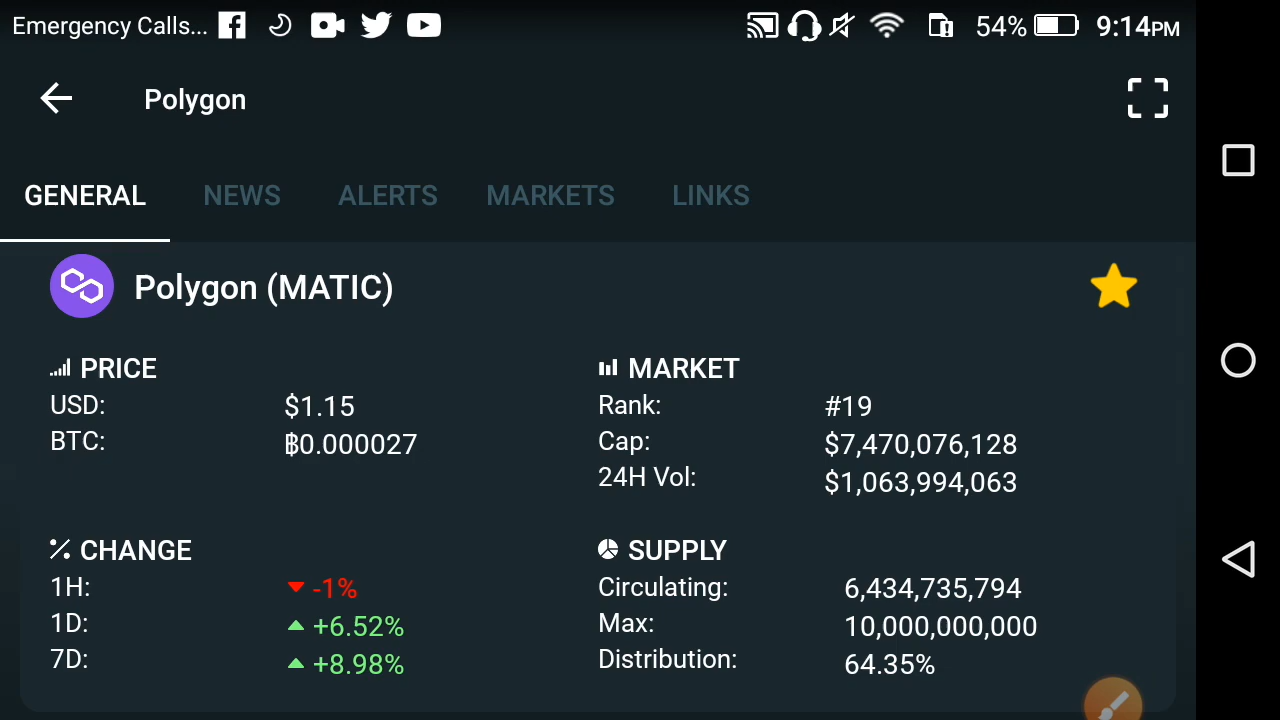 Emergency Calls... 54% 9:14PM
Polygon
GENERAL NEWS ALERTS MARKETS LINKS
Polygon (MATIC)
PRICE
USD: $1.15
BTC: ฿0.000027
MARKET
Rank: #19
Cap: $7,470,076,128
24H Vol: $1,063,994,063
CHANGE
1H: -1%
1D: +6.52%
7D: +8.98%
SUPPLY
Circulating: 6,434,735,794
Max: 10,000,000,000
Distribution: 64.35%